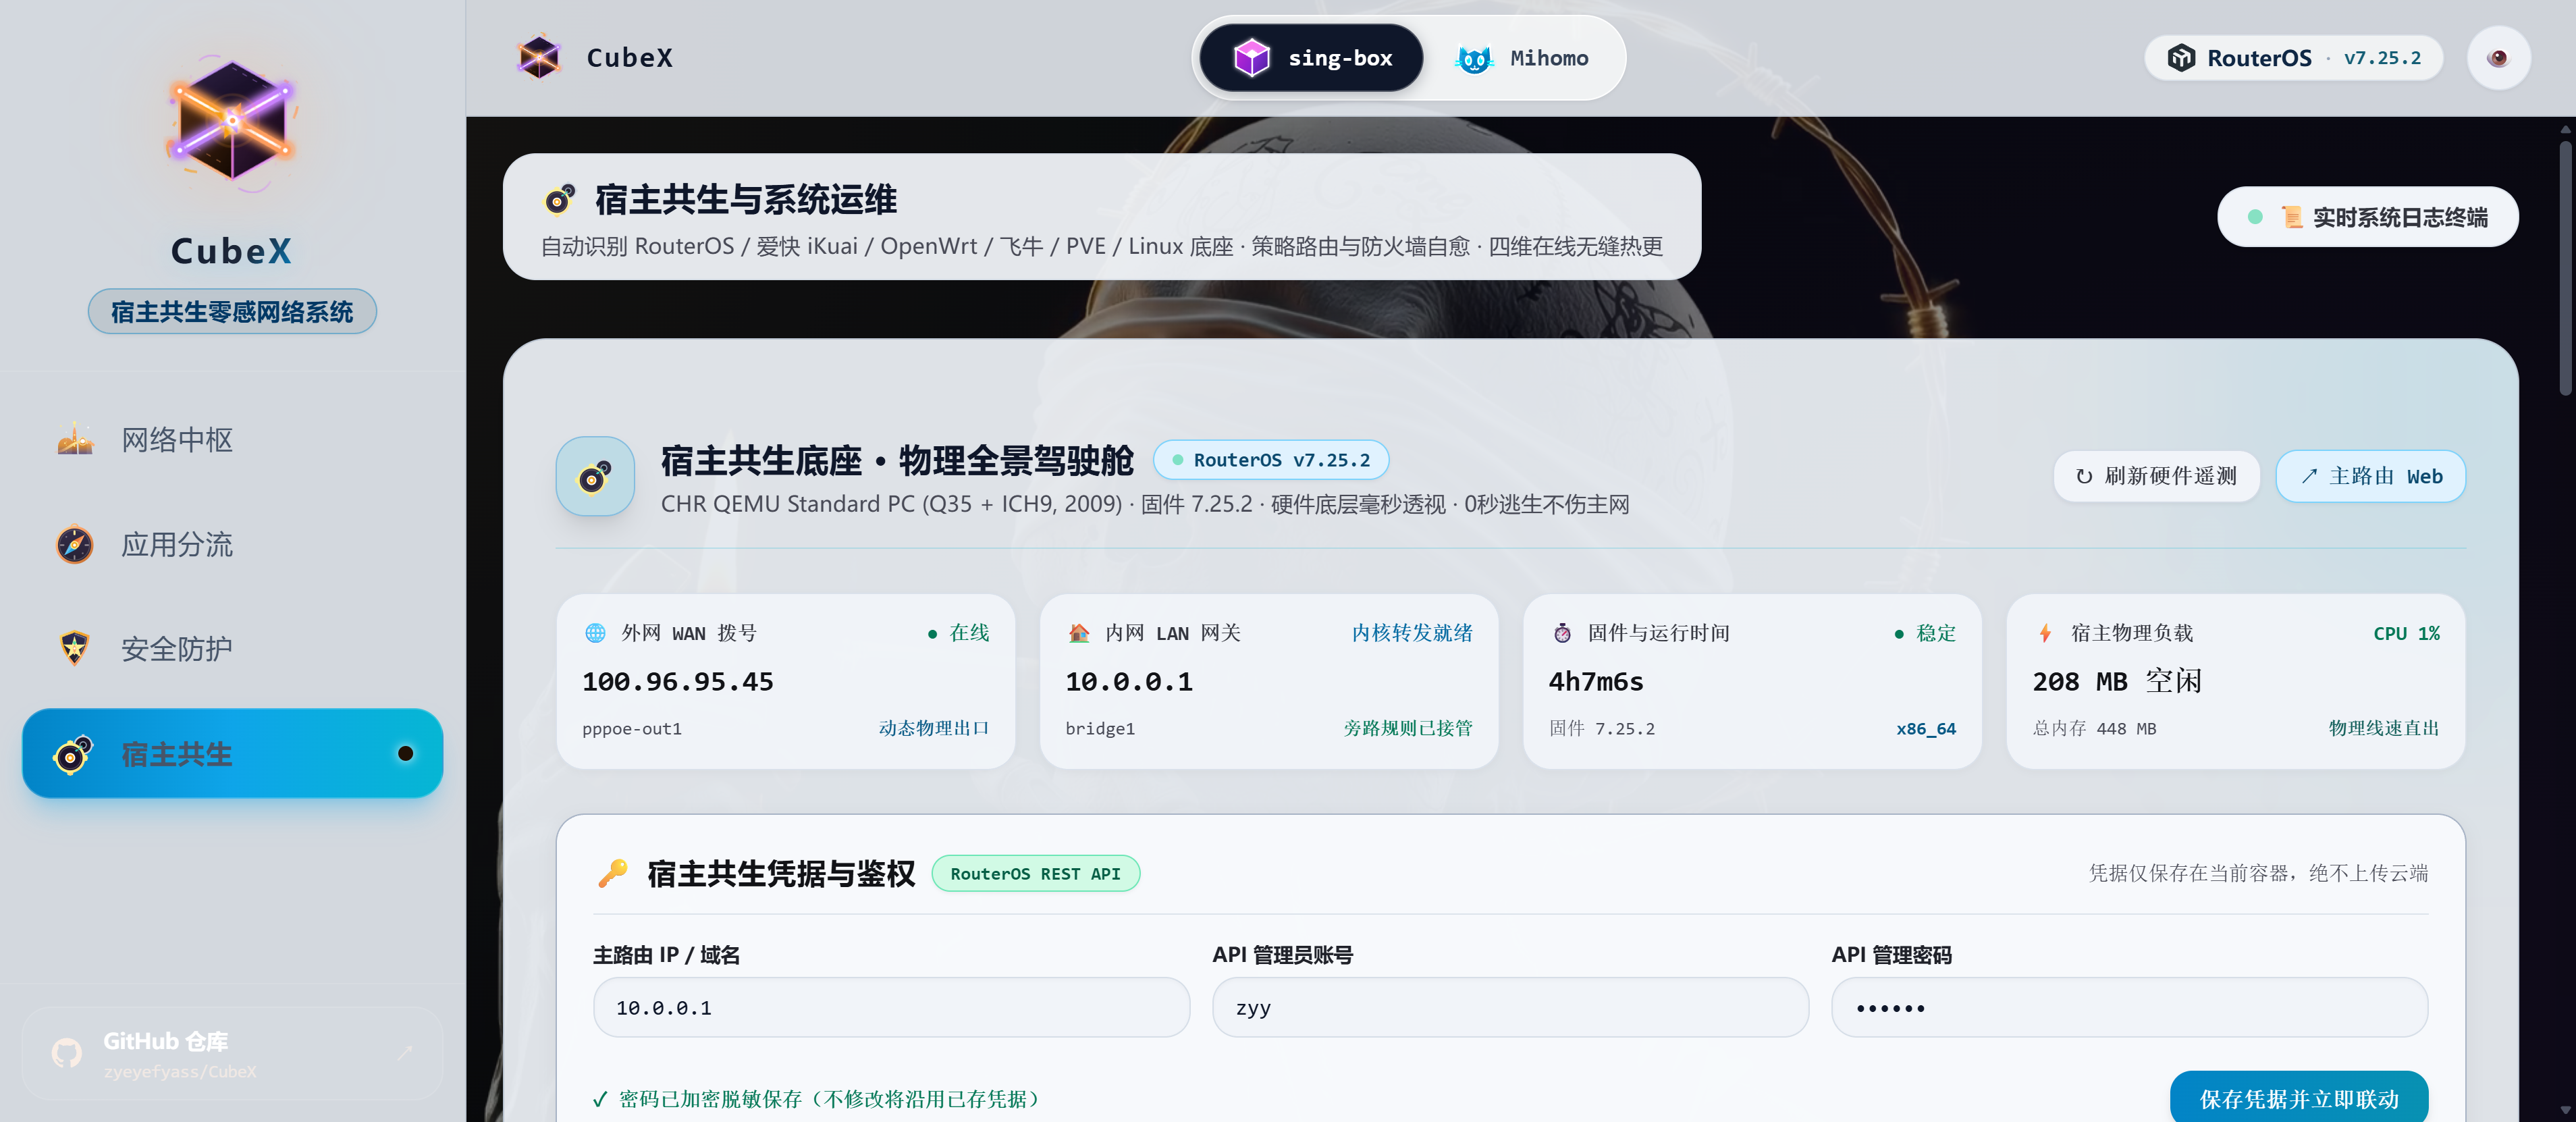 CubeX
宿主共生零感网络系统
网络中枢
应用分流
安全防护
宿主共生
GitHub 仓库
zyeyefyass/CubeX
↗
CubeX
sing-box
Mihomo
RouterOS · v7.25.2
宿主共生与系统运维
自动识别 RouterOS / 爱快 iKuai / OpenWrt / 飞牛 / PVE / Linux 底座 · 策略路由与防火墙自愈 · 四维在线无缝热更
实时系统日志终端
宿主共生底座 • 物理全景驾驶舱
RouterOS v7.25.2
CHR QEMU Standard PC (Q35 + ICH9, 2009) · 固件 7.25.2 · 硬件底层毫秒透视 · 0秒逃生不伤主网
↻ 刷新硬件遥测
↗ 主路由 Web
外网 WAN 拨号
● 在线
100.96.95.45
pppoe-out1
动态物理出口
内网 LAN 网关
内核转发就绪
10.0.0.1
bridge1
旁路规则已接管
固件与运行时间
● 稳定
4h7m6s
固件 7.25.2
x86_64
宿主物理负载
CPU 1%
208 MB 空闲
总内存 448 MB
物理线速直出
宿主共生凭据与鉴权
RouterOS REST API
凭据仅保存在当前容器，绝不上传云端
主路由 IP / 域名
10.0.0.1
API 管理员账号
zyy
API 管理密码
••••••
✓ 密码已加密脱敏保存（不修改将沿用已存凭据）
保存凭据并立即联动